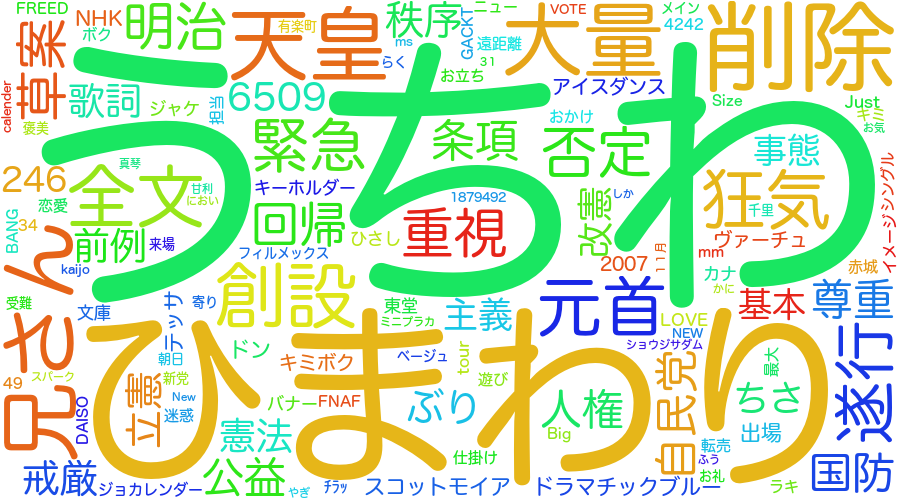 FREED
NHK
ボク
明治
有楽町
天皇
秩序
ms
らく
GACKT
ニュー
遠距離
31
お立ち
大量
VOTE
メイン
4242
アイスダンス
削除
Size
Just
キミ
お気
calender
草案
歌詞
ジャケ
褒美
担当
6509
うちわ
緊急
条項
おかけ
否定
事態
246
恋愛
BANG
34
全文
真琴
甘利
におい
キーホルダー
1879492
しか
改憲
狂気
千里
イメージシングル
兄さん
前例
来場
kaijo
回帰
フィルメックス
重視
ひさし
11月
2007
mm
ヴァーチュ
カナ
かに
赤城
受難
文庫
テッサ
寄り
創設
東堂
ミニプラカ
主義
元首
LOVE
NEW
ショウジサダム
基本
尊重
49
スパーク
DAISO
朝日
新党
New
迷惑
立憲
ひまわり
ドン
キミボク
ベージュ
tour
遊び
バナー
FNAF
ぶり
Big
人権
自民党
最大
ちさ
遂行
戒厳
憲法
公益
ジョカレンダー
やぎ
ﾁﾗｯ
スコットモイア
仕掛け
ドラマチックブルー
転売
ふう
お礼
出場
ラキ
国防